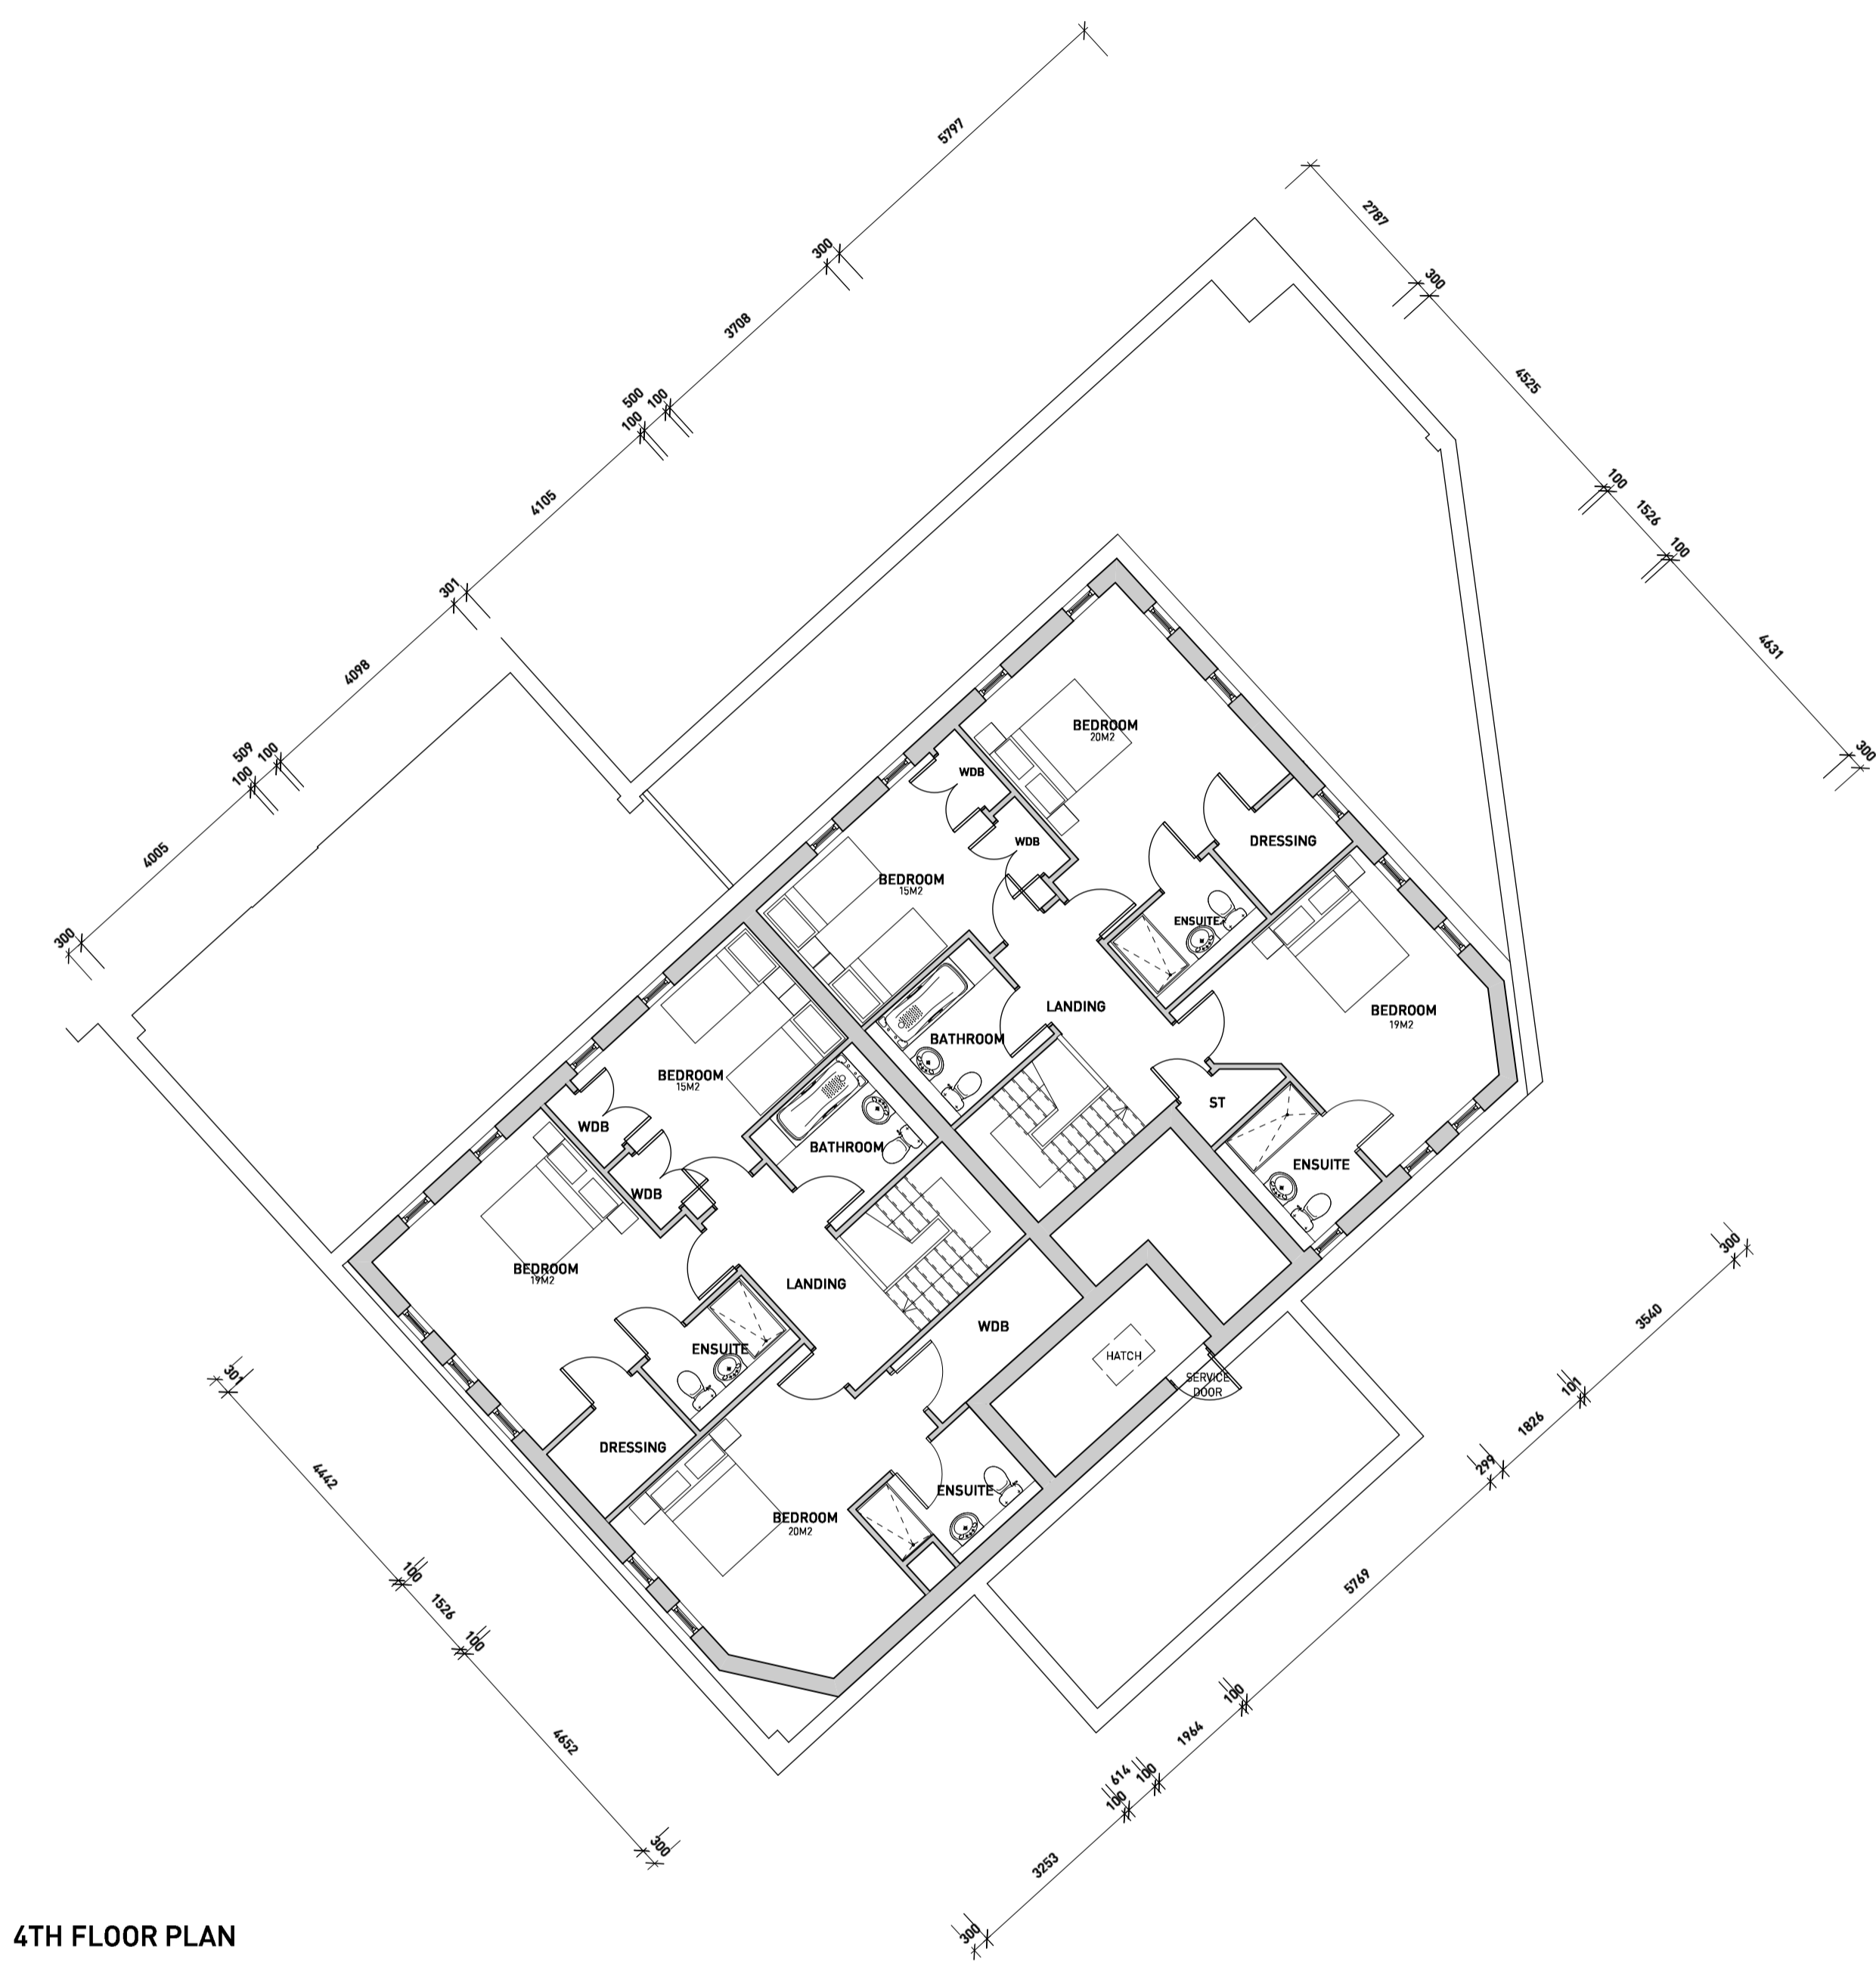 5797
2787
300
300
3708
4525
500
100
100
100
1526
4105
100
301
4631
4098
300
509
100
100
4005
300
BEDROOM
20M2
WDB
WDB
DRESSING
BEDROOM
15M2
ENSUITE
LANDING
BEDROOM
19M2
BATHROOM
BEDROOM
15M2
ST
WDB
BATHROOM
ENSUITE
WDB
BEDROOM
19M2
LANDING
WDB
ENSUITE
HATCH
SERVICE
DOOR
DRESSING
ENSUITE
BEDROOM
20M2
300
3540
101
1826
299
5769
100
1964
100
614
100
3253
300
301
4442
100
1526
100
4652
300
4TH FLOOR PLAN